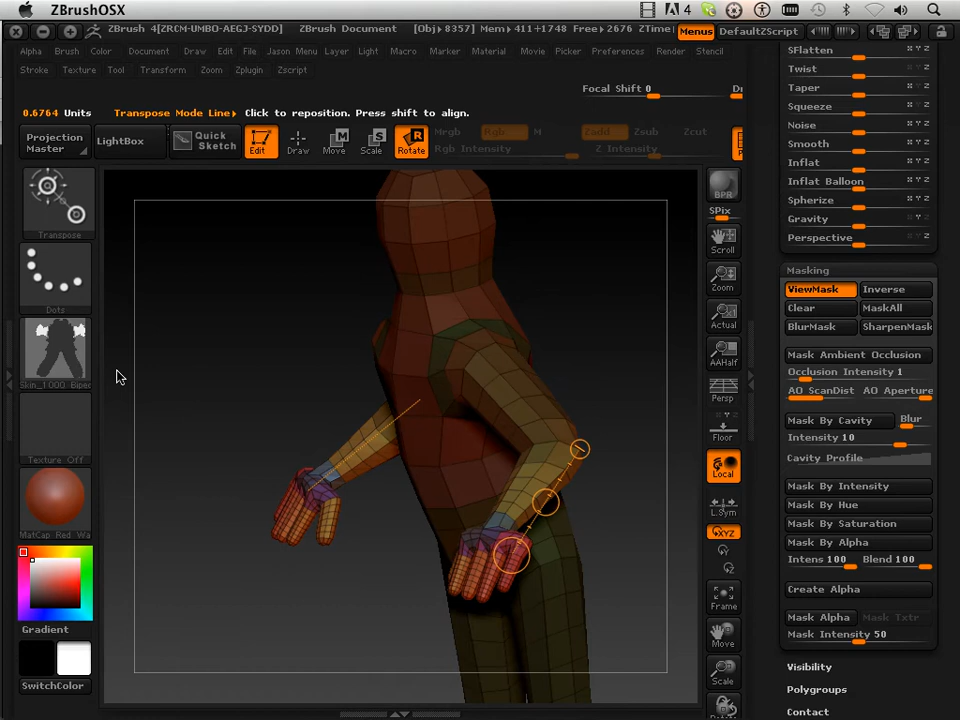 ZBrushOSX
4
ZBrush 4[ZRCM-UMBO-AEGJ-SYDD]
ZBrush Document
[Obj 8357] Mem 411+1748 Free 2676 ZTime
Menus
DefaultZScript
Alpha Brush Color Document Draw Edit File Jason Menu Layer Light Macro Marker Material Movie Picker Preferences Render Stencil
Stroke Texture Tool Transform Zoom Zplugin Zscript
Focal Shift 0
0.6764 Units
Transpose Mode Line Click to reposition. Press shift to align.
Projection Master
LightBox
Quick Sketch
Edit
Draw
Move
Scale
Rotate
Mrgb Rgb M
Rgb Intensity
Zadd Zsub Zcut
Z Intensity
Transpose
Dots
Skin_1000 Biped
Texture Off
MatCap Red Wa
Gradient
SwitchColor
BPR
SPix
Scroll
Zoom
Actual
AAHalf
Persp
Floor
Local
L.Sym
XYZ
Frame
Move
Scale
SFlatten
Twist
Taper
Squeeze
Noise
Smooth
Inflat
Inflat Balloon
Spherize
Gravity
Perspective
Masking
ViewMask Inverse
Clear MaskAll
BlurMask SharpenMask
Mask Ambient Occlusion
Occlusion Intensity 1
AO ScanDist AO Aperture
Mask By Cavity Blur
Intensity 10
Cavity Profile
Mask By Intensity
Mask By Hue
Mask By Saturation
Mask By Alpha
Intens 100 Blend 100
Create Alpha
Mask Alpha Mask Txtr
Mask Intensity 50
Visibility
Polygroups
Contact